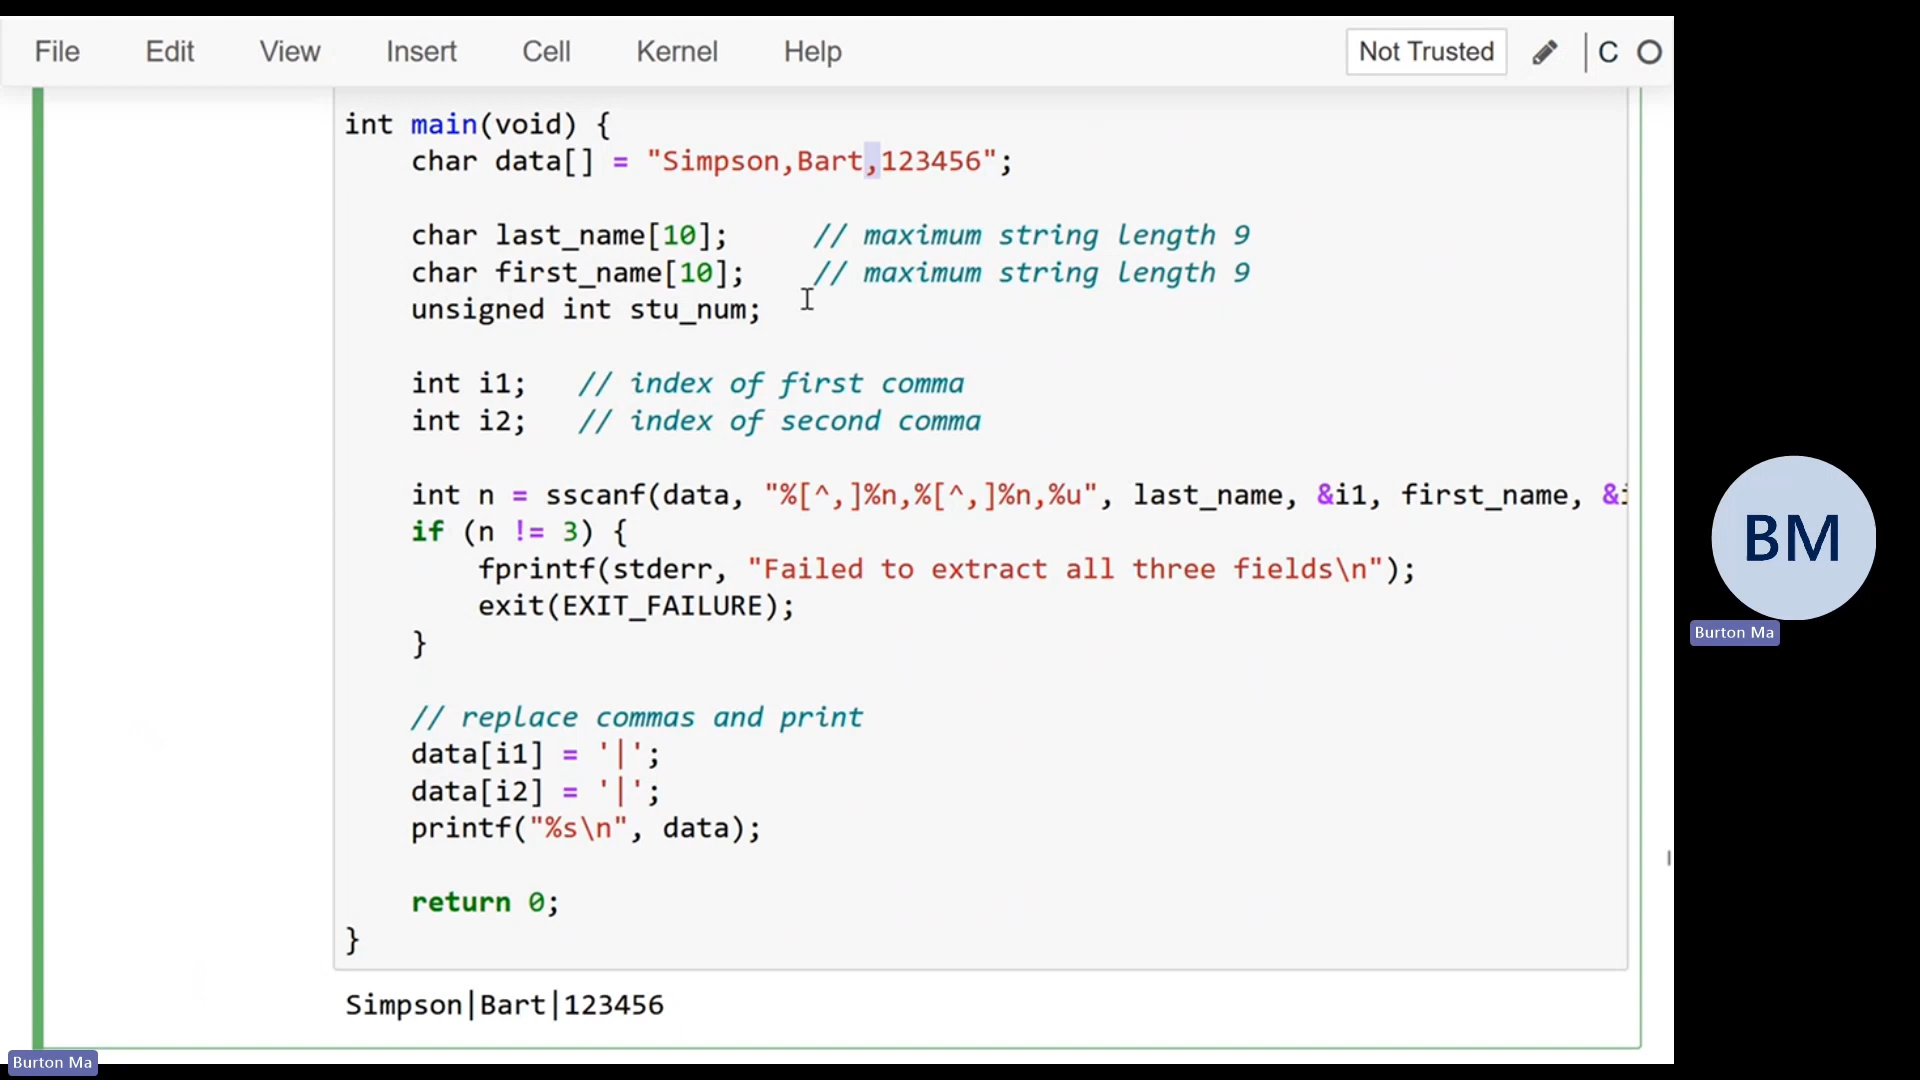 File Edit View Insert Cell Kernel Help Not Trusted C
int main(void) {
    char data[] = "Simpson,Bart,123456";
    char last_name[10];     // maximum string length 9
    char first_name[10];    // maximum string length 9
    unsigned int stu_num;
    int i1;   // index of first comma
    int i2;   // index of second comma
    int n = sscanf(data, "%[^,]%n,%[^,]%n,%u", last_name, &i1, first_name, &i
    if (n != 3) {
        fprintf(stderr, "Failed to extract all three fields\n");
        exit(EXIT_FAILURE);
    }
    // replace commas and print
    data[i1] = '|';
    data[i2] = '|';
    printf("%s\n", data);
    return 0;
}
Simpson|Bart|123456
BM
Burton Ma
Burton Ma